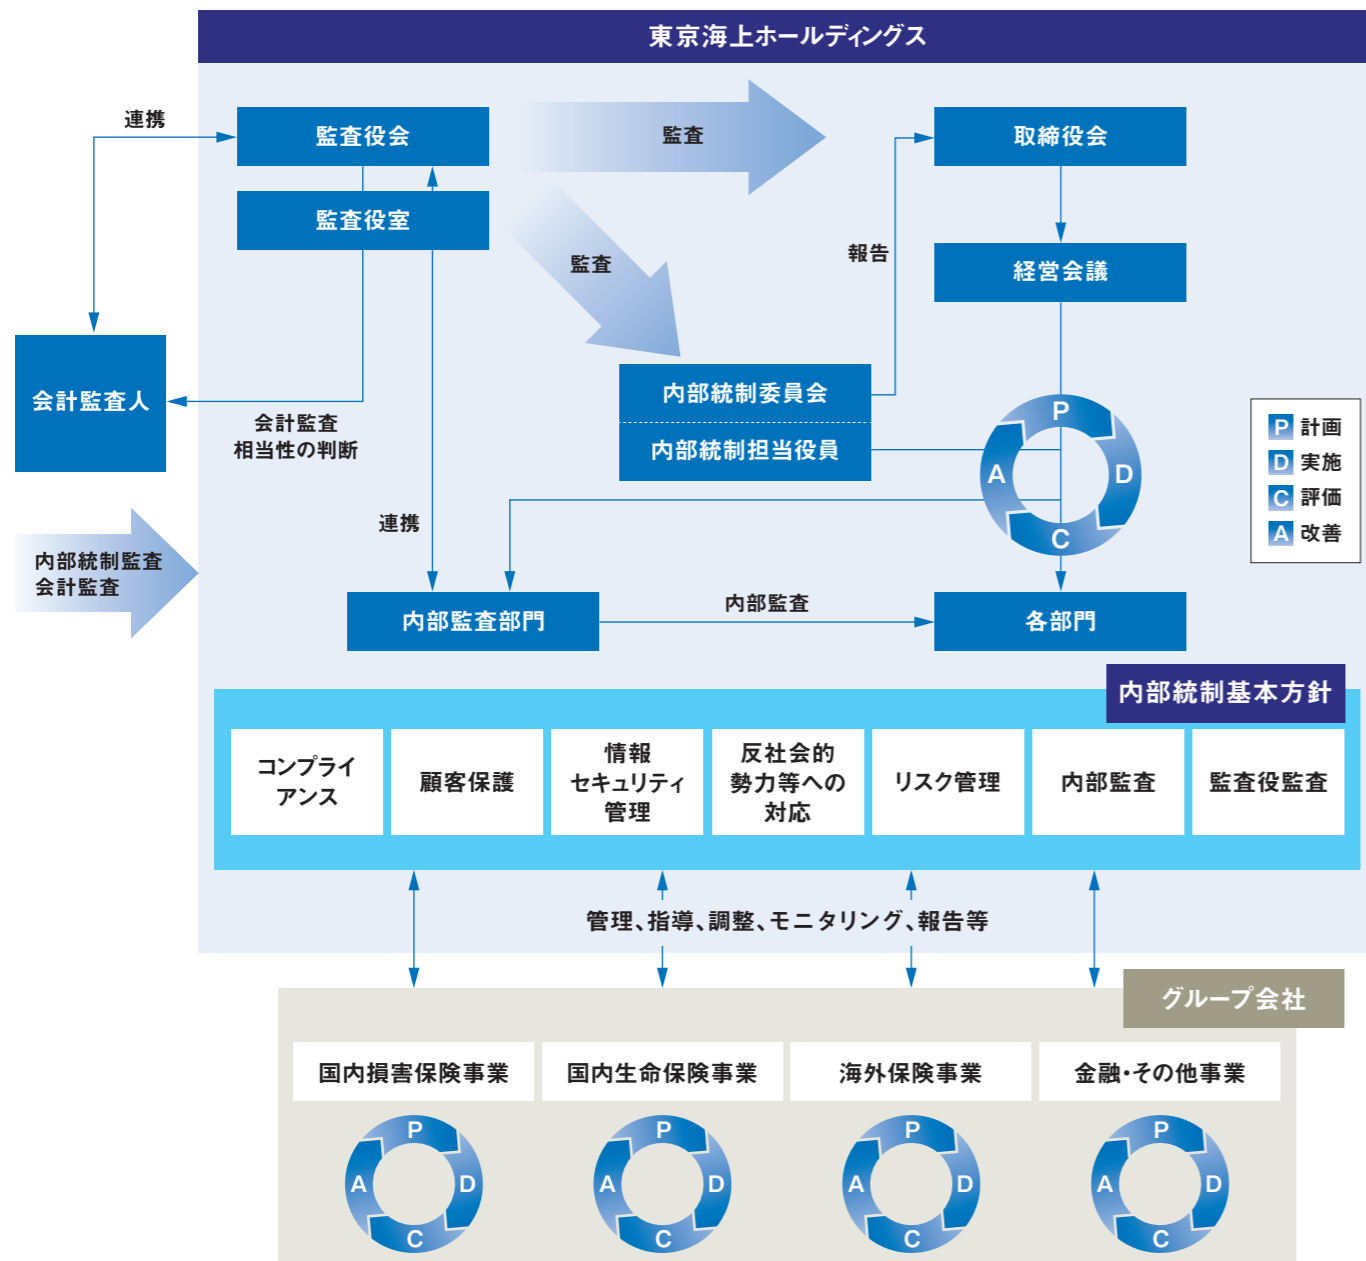 東京海上ホールディングス
連携
監査役会
監査
取締役会
監査役室
監査
報告
経営会議
会計監査人
会計監査
相当性の判断
内部統制委員会
内部統制担当役員
P
D
C
A
P 計画
D 実施
C 評価
A 改善
連携
内部統制監査
会計監査
内部監査部門
内部監査
各部門
内部統制基本方針
コンプライ
アンス
顧客保護
情報
セキュリティ
管理
反社会的
勢力等への
対応
リスク管理
内部監査
監査役監査
管理、指導、調整、モニタリング、報告等
グループ会社
国内損害保険事業
国内生命保険事業
海外保険事業
金融・その他事業
P
D
C
A
P
D
C
A
P
D
C
A
P
D
C
A